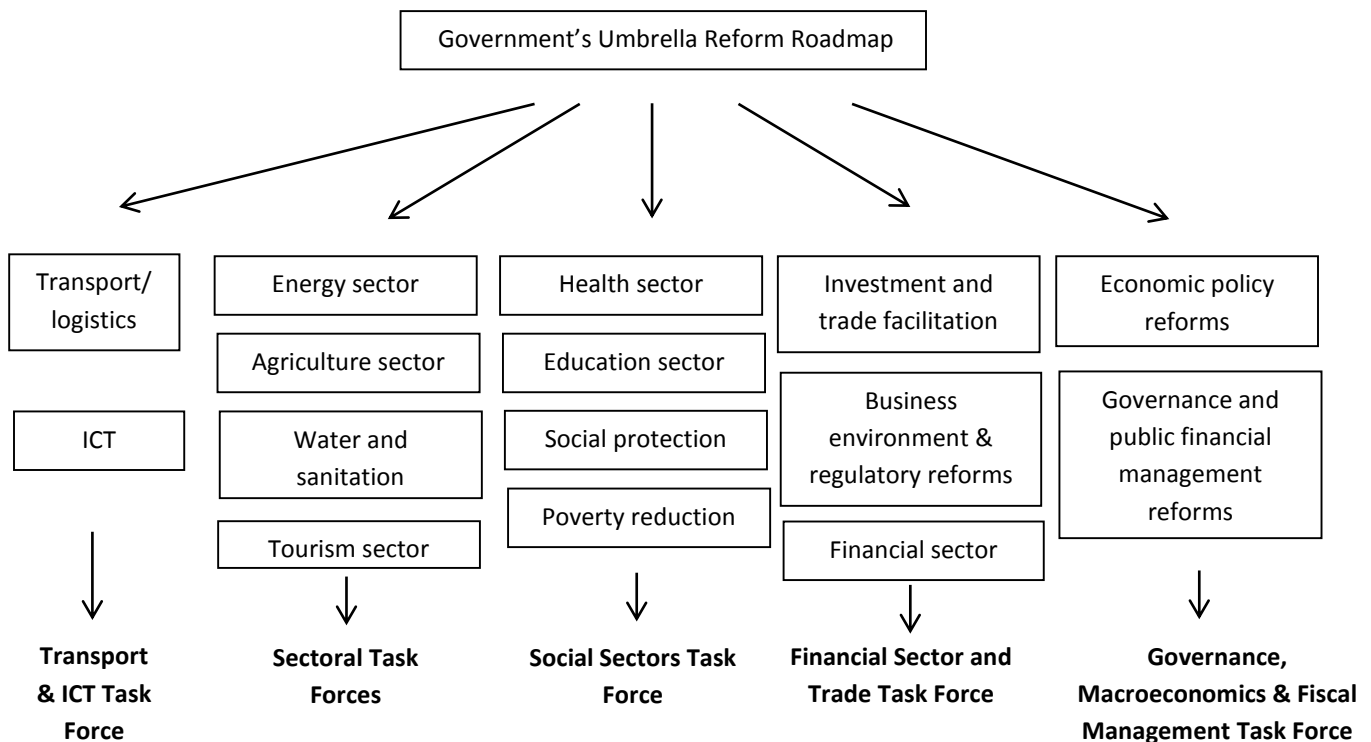 Government’s Umbrella Reform Roadmap
Transport/
logistics
ICT
Transport
& ICT Task
Force
Energy sector
Agriculture sector
Water and
sanitation
Tourism sector
Sectoral Task
Forces
Health sector
Education sector
Social protection
Poverty reduction
Social Sectors Task
Force
Investment and
trade facilitation
Business
environment &
regulatory reforms
Financial sector
Financial Sector and
Trade Task Force
Economic policy
reforms
Governance and
public financial
management
reforms
Governance,
Macroeconomics & Fiscal
Management Task Force